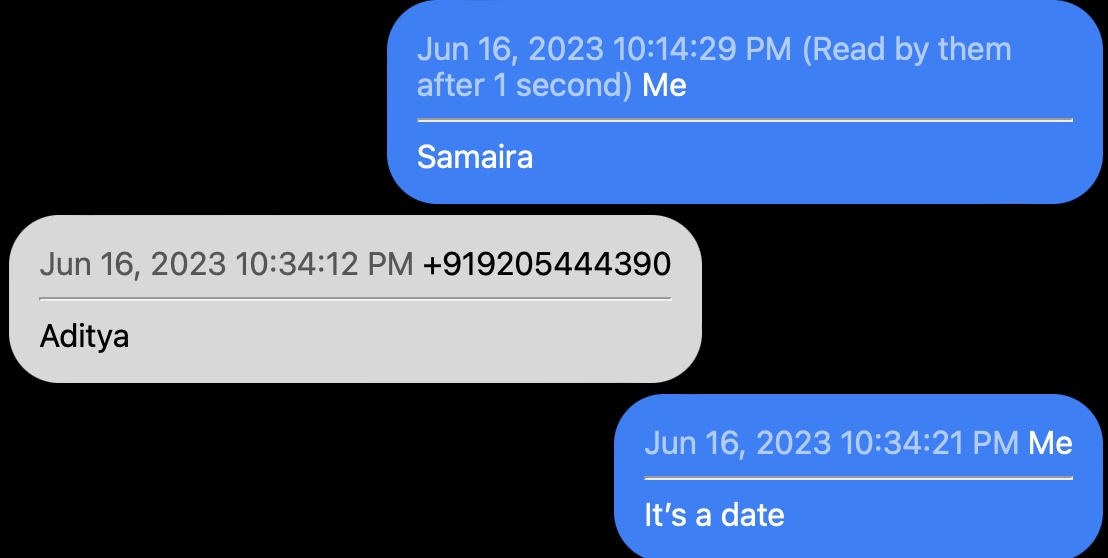 Jun 16, 2023 10:14:29 PM (Read by them
after 1 second) Me
Samaira
Jun 16, 2023 10:34:12 PM +919205444390
Aditya
Jun 16, 2023 10:34:21 PM Me
It’s a date